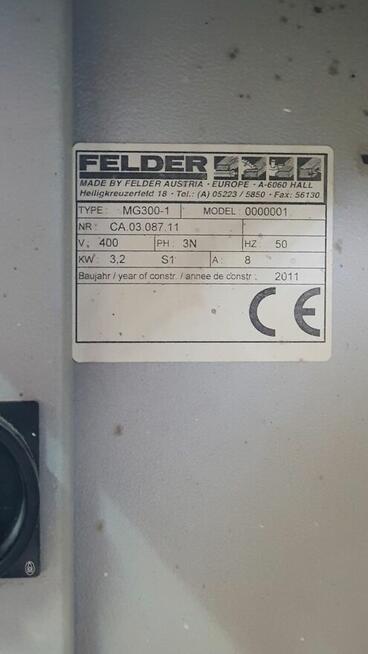 FELDER
MADE BY FELDER AUSTRIA · EUROPE · A-6060 HALL
Heiligkreuzerfeld 18 · Tel.: (A) 05223 / 5850 · Fax: 56130
TYPE: MG300-1 MODEL: 0000001
NR: CA.03.087.11
V: 400 PH: 3N HZ: 50
KW: 3,2 S1 A: 8
Baujahr / year of constr. / annee de constr.: 2011
CE